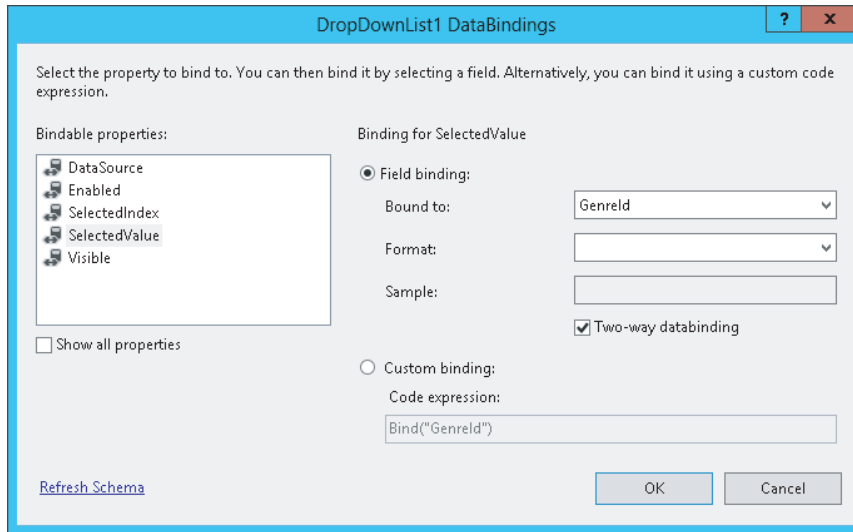 DropDownList1 DataBindings
? x
Select the property to bind to. You can then bind it by selecting a field. Alternatively, you can bind it using a custom code
expression.
Bindable properties:
DataSource
Enabled
SelectedIndex
SelectedValue
Visible
Show all properties
Binding for SelectedValue
Field binding:
Bound to: GenreId
Format:
Sample:
Two-way databinding
Custom binding:
Code expression:
Bind("GenreId")
Refresh Schema
OK Cancel